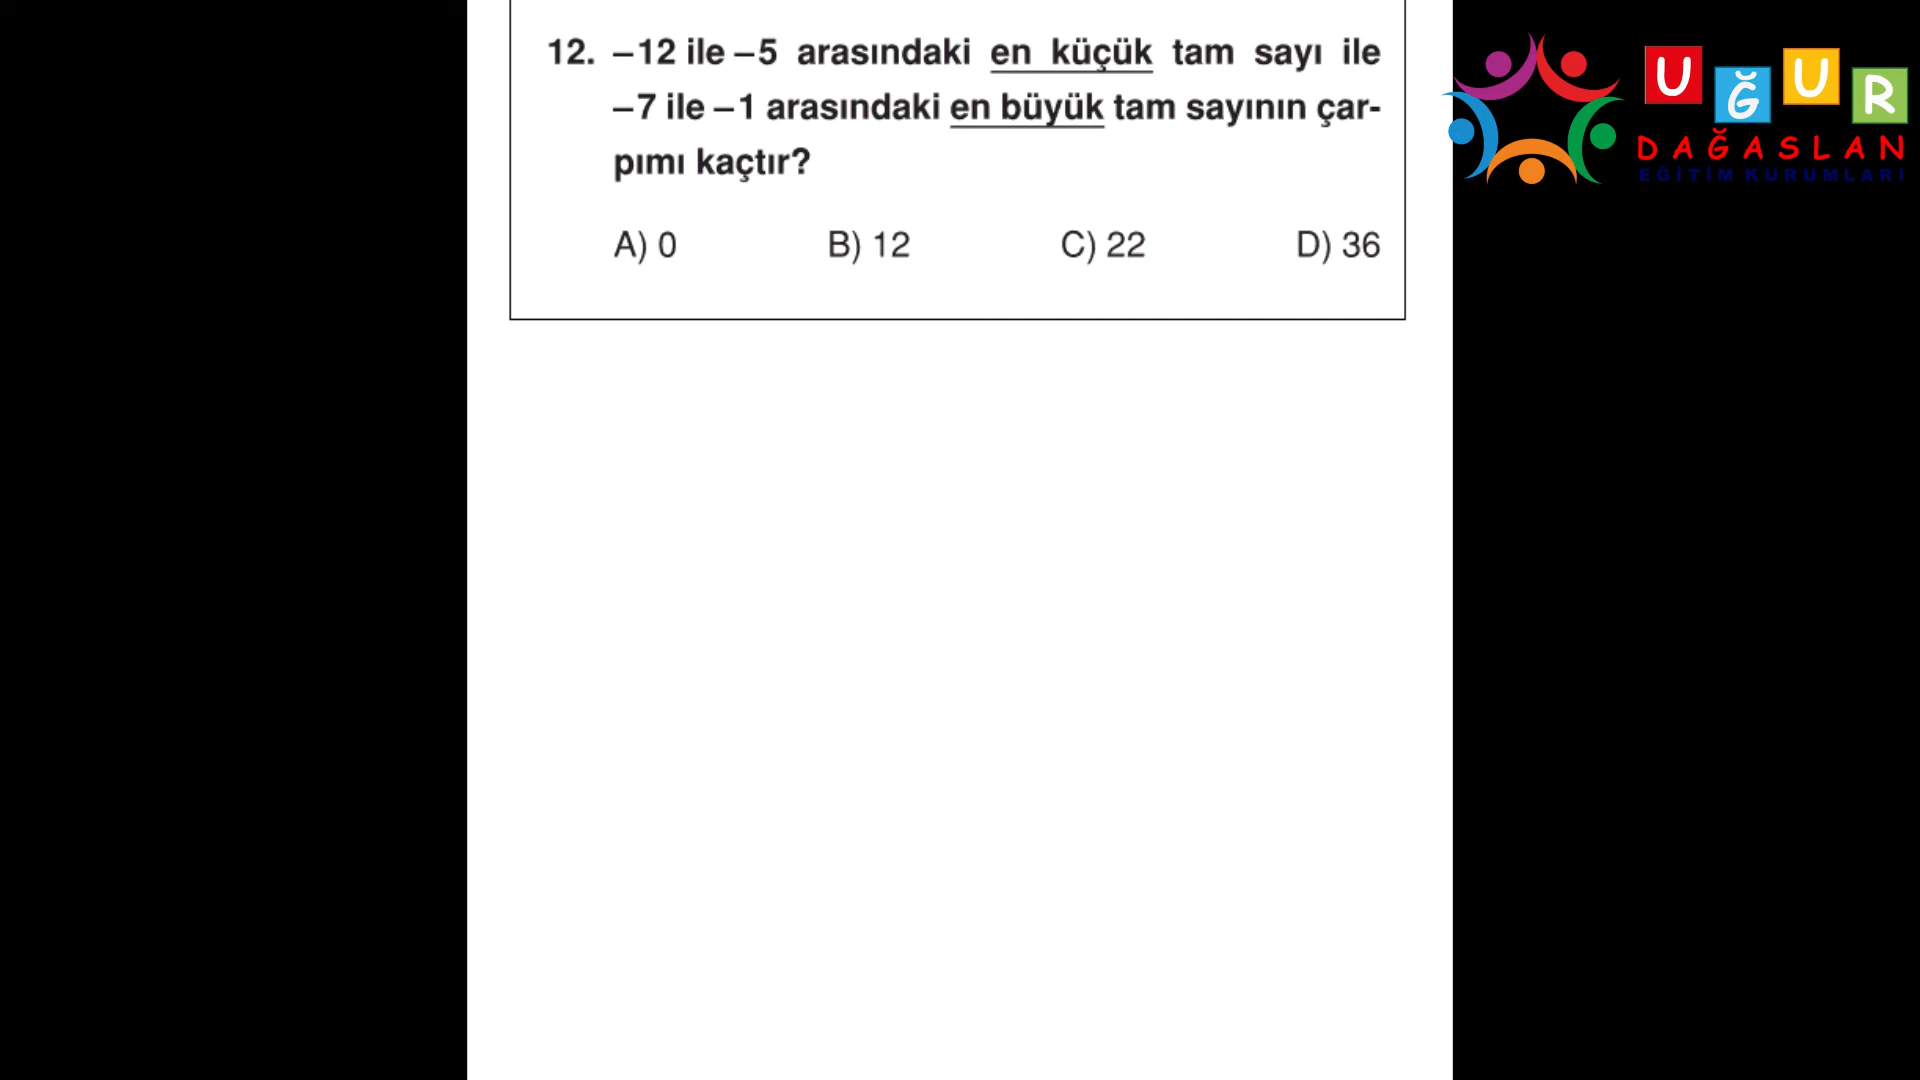 12. –12 ile –5 arasındaki en küçük tam sayı ile
–7 ile –1 arasındaki en büyük tam sayının çar-
pımı kaçtır?
A) 0 B) 12 C) 22 D) 36
UĞUR
DAĞASLAN
EĞİTİM KURUMLARI